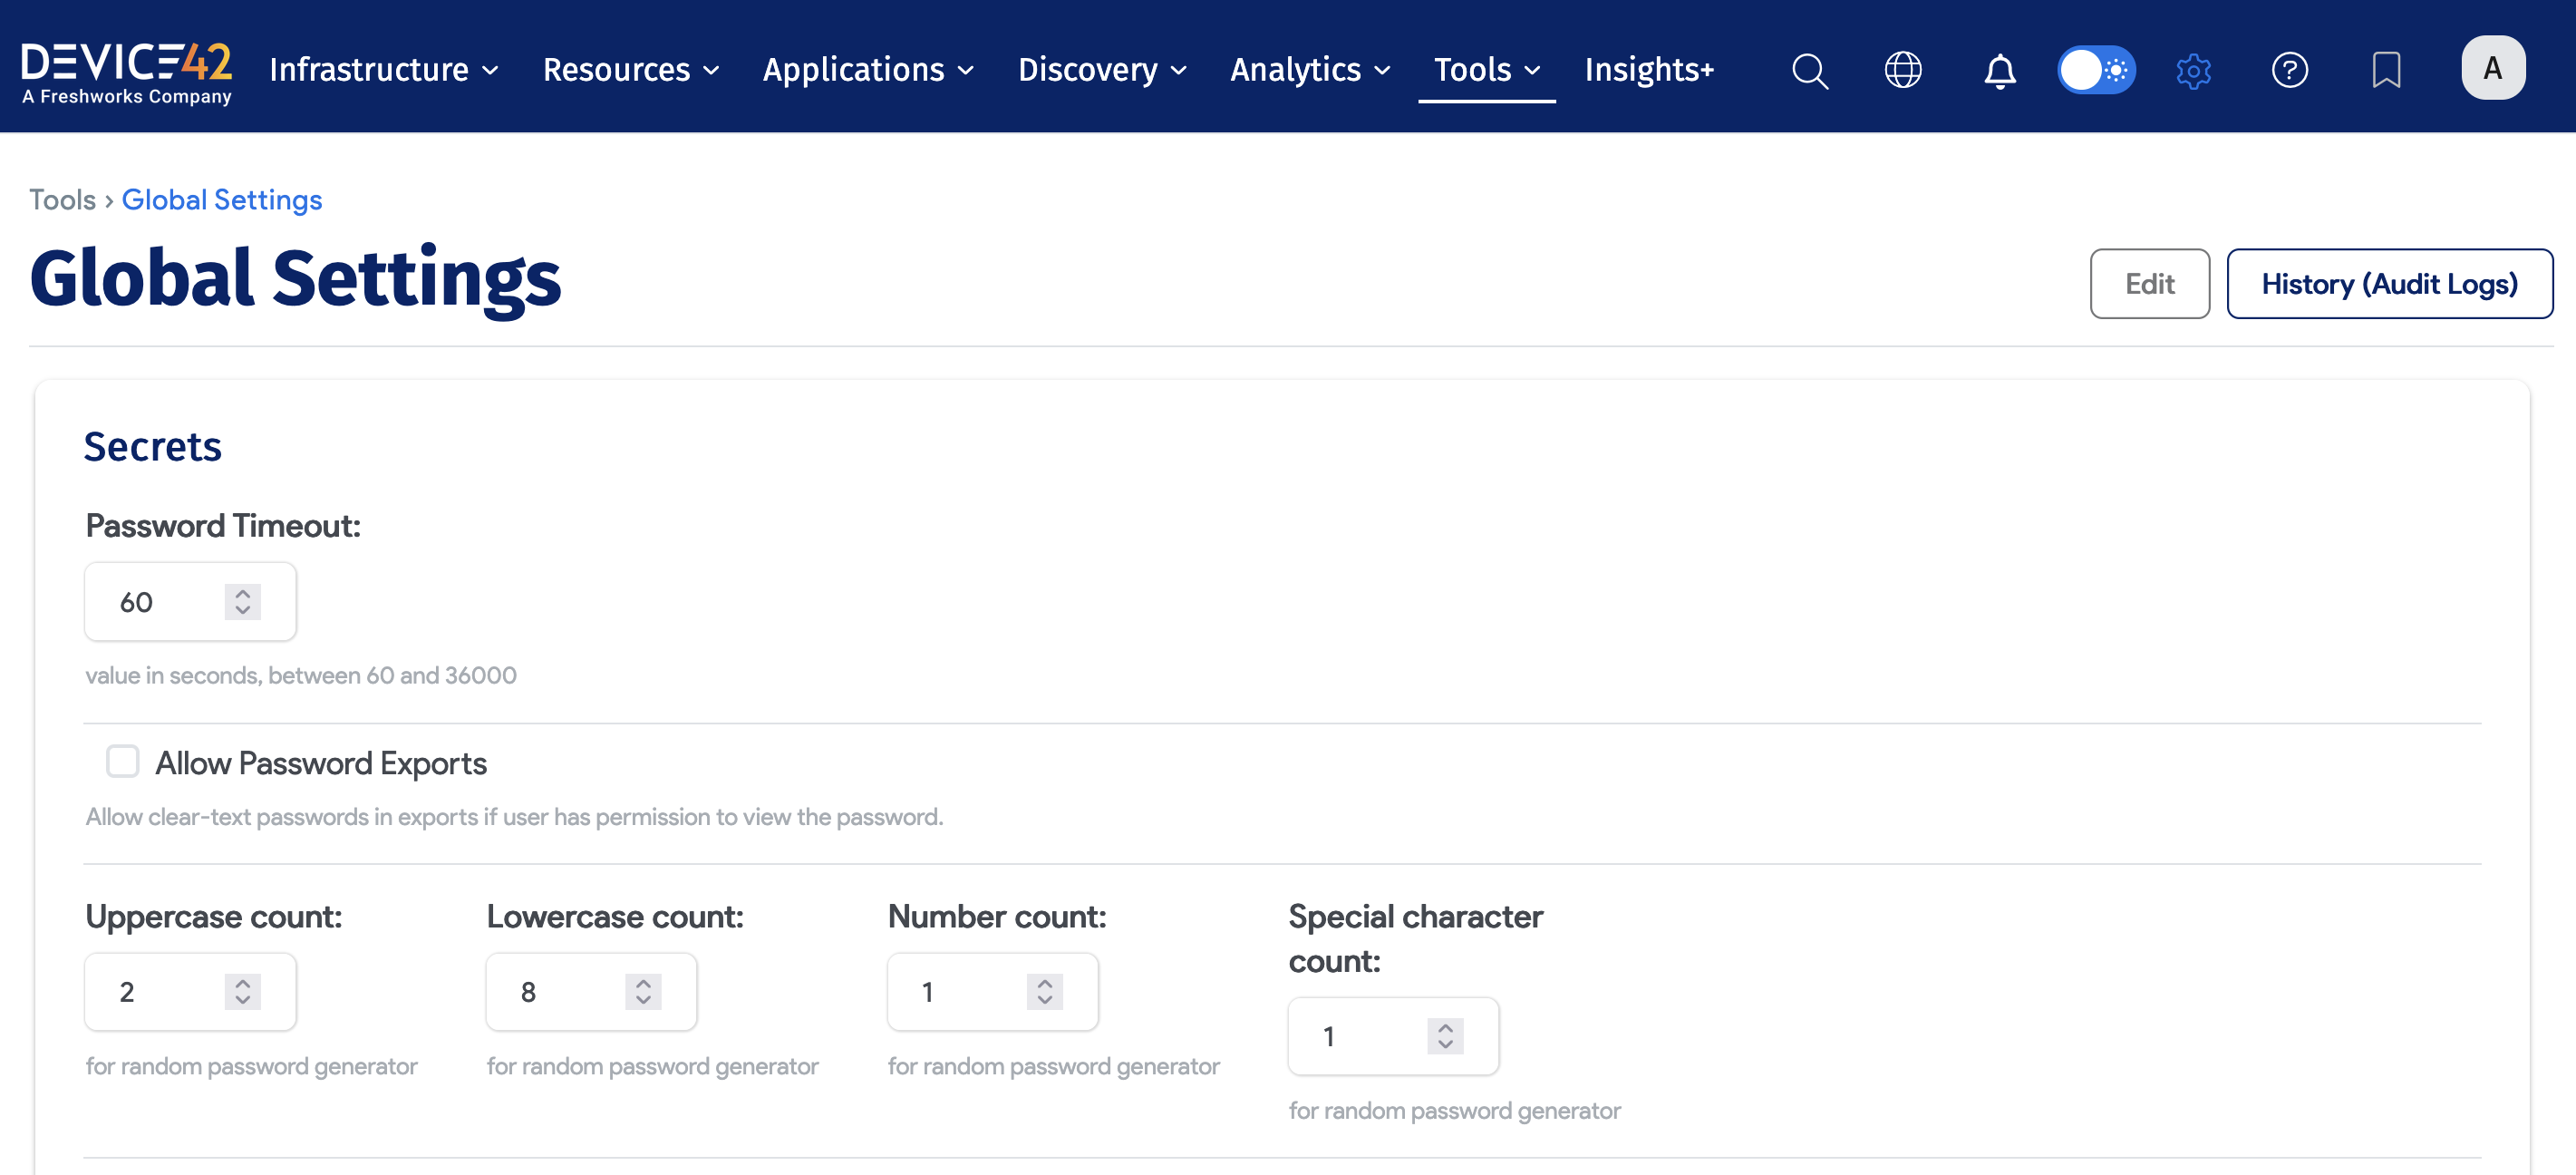 DEVICE42
A Freshworks Company
Infrastructure Resources Applications Discovery Analytics Tools Insights+
A
Tools › Global Settings
Global Settings
Edit
History (Audit Logs)
Secrets
Password Timeout:
60
value in seconds, between 60 and 36000
Allow Password Exports
Allow clear-text passwords in exports if user has permission to view the password.
Uppercase count:
2
for random password generator
Lowercase count:
8
for random password generator
Number count:
1
for random password generator
Special character
count:
1
for random password generator